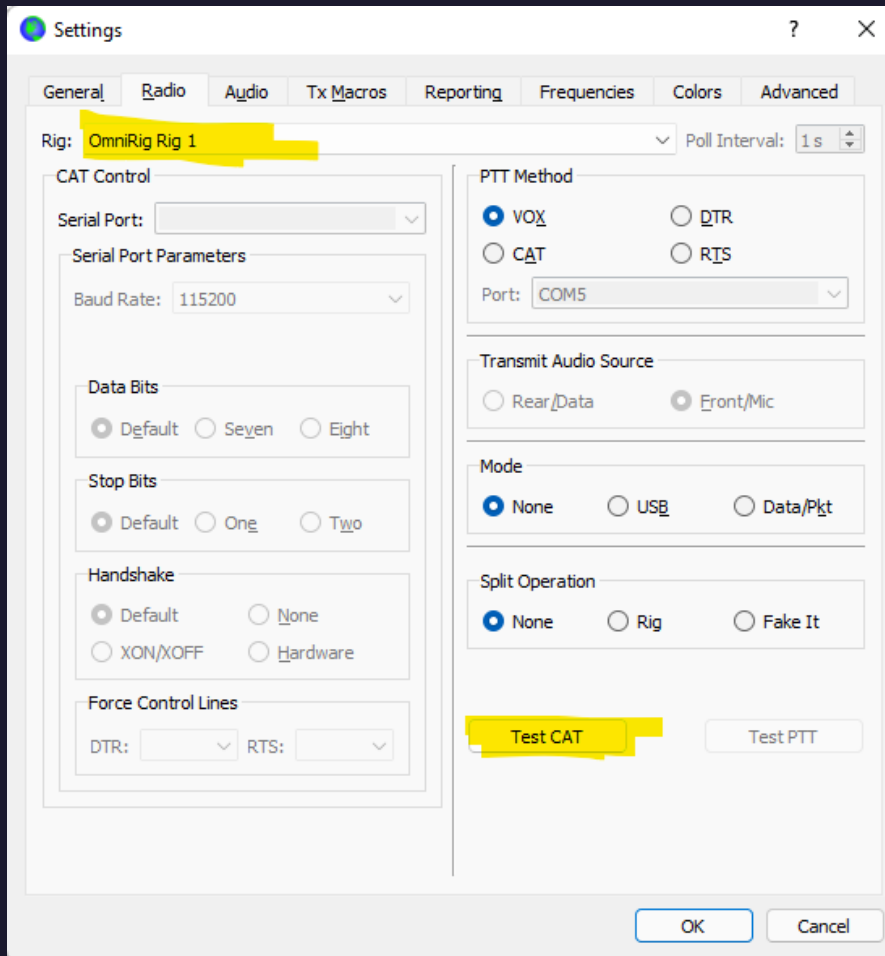 Settings
?
General Radio Audio Tx Macros Reporting Frequencies Colors Advanced
Rig: OmniRig Rig 1 Poll Interval: 1 s
CAT Control
Serial Port:
Serial Port Parameters
Baud Rate: 115200
Data Bits
Default Seven Eight
Stop Bits
Default One Two
Handshake
Default None
XON/XOFF Hardware
Force Control Lines
DTR: RTS:
PTT Method
VOX DTR
CAT RTS
Port: COM5
Transmit Audio Source
Rear/Data Front/Mic
Mode
None USB Data/Pkt
Split Operation
None Rig Fake It
Test CAT Test PTT
OK Cancel